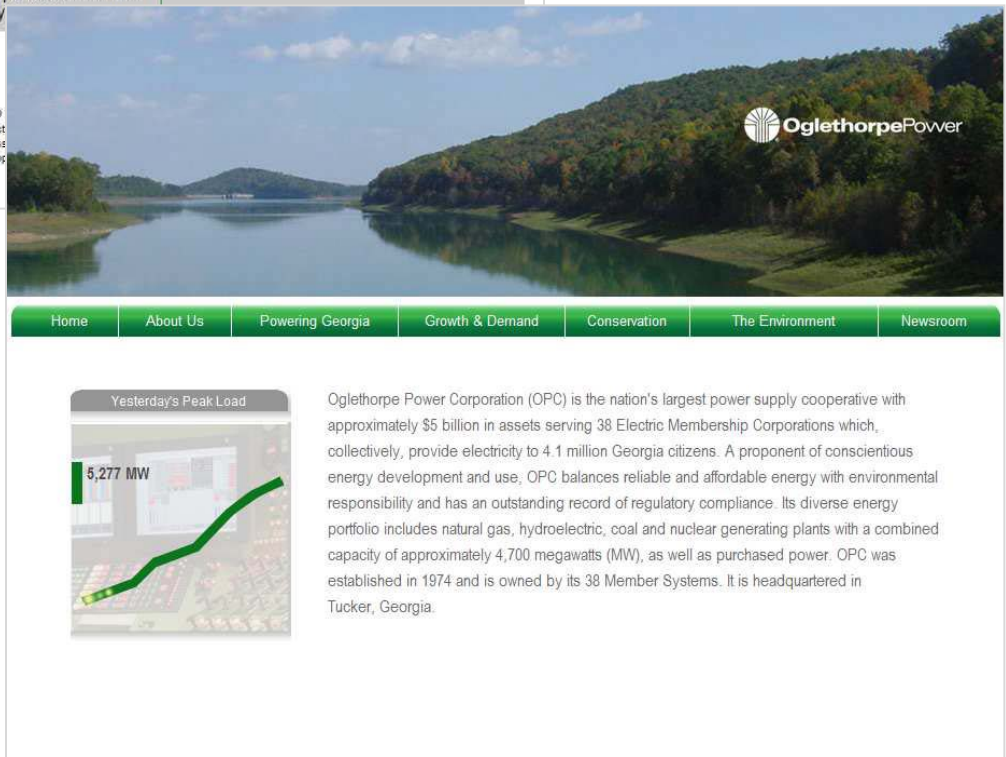 OglethorpePower
Home About Us Powering Georgia Growth & Demand Conservation The Environment Newsroom
Yesterday's Peak Load
5,277 MW
Oglethorpe Power Corporation (OPC) is the nation's largest power supply cooperative with
approximately $5 billion in assets serving 38 Electric Membership Corporations which,
collectively, provide electricity to 4.1 million Georgia citizens. A proponent of conscientious
energy development and use, OPC balances reliable and affordable energy with environmental
responsibility and has an outstanding record of regulatory compliance. Its diverse energy
portfolio includes natural gas, hydroelectric, coal and nuclear generating plants with a combined
capacity of approximately 4,700 megawatts (MW), as well as purchased power. OPC was
established in 1974 and is owned by its 38 Member Systems. It is headquartered in
Tucker, Georgia.